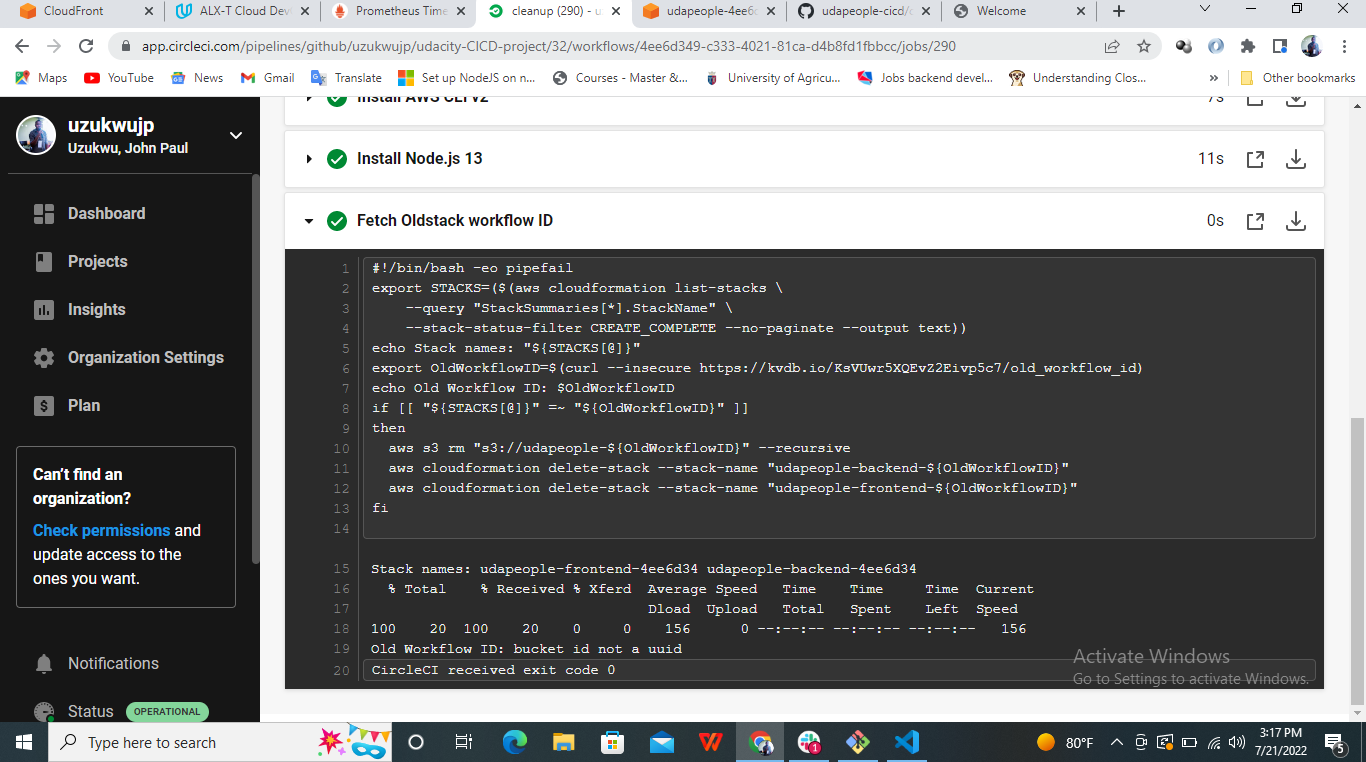 CloudFront
ALX-T Cloud Dev
Prometheus Time
cleanup (290) - u
udapeople-4ee6
udapeople-cicd/
Welcome
app.circleci.com/pipelines/github/uzukwujp/udacity-CICD-project/32/workflows/4ee6d349-c333-4021-81ca-d4b8fd1fbbcc/jobs/290
Maps
YouTube
News
Gmail
Translate
Set up NodeJS on n...
Courses - Master &...
University of Agricu...
Jobs backend devel...
Understanding Clos...
»
Other bookmarks
uzukwujp
Uzukwu, John Paul
Dashboard
Projects
Insights
Organization Settings
Plan
Can't find an
organization?
Check permissions and
update access to the
ones you want.
Notifications
Status OPERATIONAL
Install AWS CLI v2 7s
Install Node.js 13 11s
Fetch Oldstack workflow ID 0s
1 #!/bin/bash -eo pipefail
2 export STACKS=($(aws cloudformation list-stacks \
3 --query "StackSummaries[*].StackName" \
4 --stack-status-filter CREATE_COMPLETE --no-paginate --output text))
5 echo Stack names: "${STACKS[@]}"
6 export OldWorkflowID=$(curl --insecure https://kvdb.io/KsVUwr5XQEvZ2Eivp5c7/old_workflow_id)
7 echo Old Workflow ID: $OldWorkflowID
8 if [[ "${STACKS[@]}" =~ "${OldWorkflowID}" ]]
9 then
10 aws s3 rm "s3://udapeople-${OldWorkflowID}" --recursive
11 aws cloudformation delete-stack --stack-name "udapeople-backend-${OldWorkflowID}"
12 aws cloudformation delete-stack --stack-name "udapeople-frontend-${OldWorkflowID}"
13 fi
14
15 Stack names: udapeople-frontend-4ee6d34 udapeople-backend-4ee6d34
16 % Total % Received % Xferd Average Speed Time Time Time Current
17 Dload Upload Total Spent Left Speed
18 100 20 100 20 0 0 156 0 --:--:-- --:--:-- --:--:-- 156
19 Old Workflow ID: bucket id not a uuid
20 CircleCI received exit code 0
Activate Windows
Go to Settings to activate Windows.
Type here to search
1
80°F
3:17 PM
7/21/2022
5